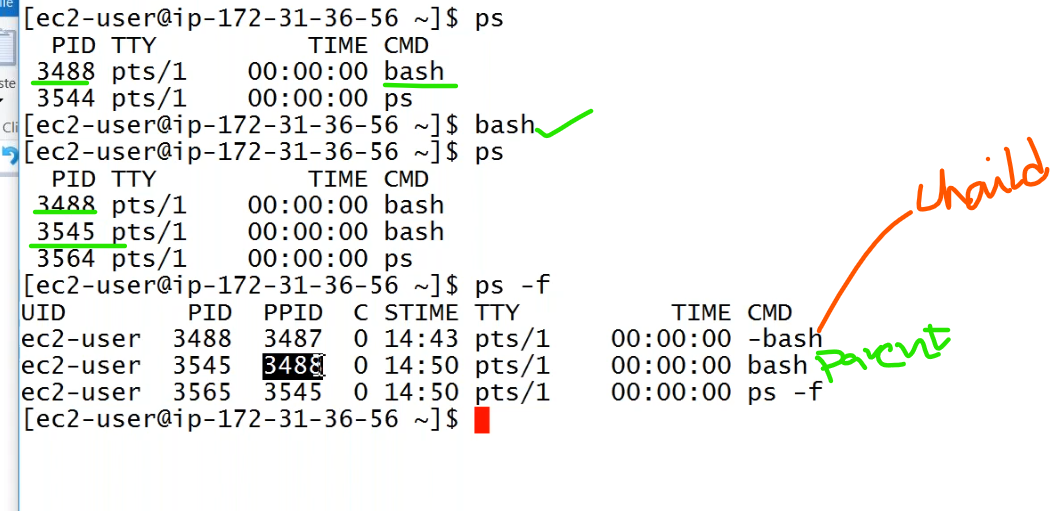 [ec2-user@ip-172-31-36-56 ~]$ ps
PID TTY TIME CMD
3488 pts/1 00:00:00 bash
3544 pts/1 00:00:00 ps
[ec2-user@ip-172-31-36-56 ~]$ bash
[ec2-user@ip-172-31-36-56 ~]$ ps
PID TTY TIME CMD
3488 pts/1 00:00:00 bash
3545 pts/1 00:00:00 bash
3564 pts/1 00:00:00 ps
child
[ec2-user@ip-172-31-36-56 ~]$ ps -f
UID PID PPID C STIME TTY TIME CMD
ec2-user 3488 3487 0 14:43 pts/1 00:00:00 -bash
ec2-user 3545 3488 0 14:50 pts/1 00:00:00 bash parent
ec2-user 3565 3545 0 14:50 pts/1 00:00:00 ps -f
[ec2-user@ip-172-31-36-56 ~]$